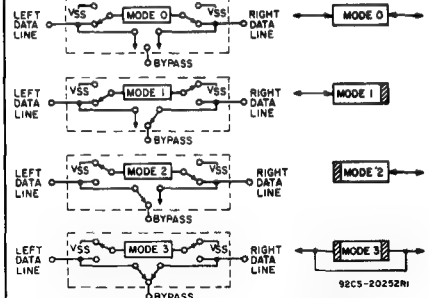 VSS MODE 0 VSS
LEFT DATA LINE
RIGHT DATA LINE
BYPASS
MODE 0
VSS MODE 1 VSS
LEFT DATA LINE
RIGHT DATA LINE
BYPASS
MODE 1
VSS MODE 2 VSS
LEFT DATA LINE
RIGHT DATA LINE
BYPASS
MODE 2
VSS MODE 3 VSS
LEFT DATA LINE
RIGHT DATA LINE
BYPASS
MODE 3
92CS-20252R1